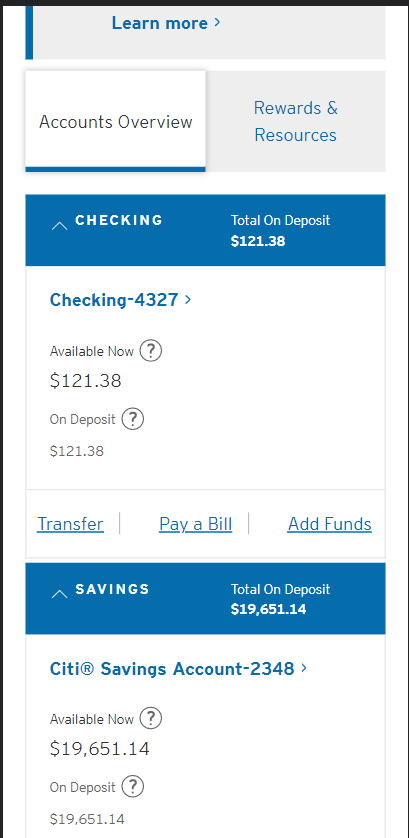 Learn more >
Accounts Overview
Rewards &
Resources
CHECKING
Total On Deposit
$121.38
Checking-4327 >
Available Now ?
$121.38
On Deposit ?
$121.38
Transfer | Pay a Bill | Add Funds
SAVINGS
Total On Deposit
$19,651.14
Citi® Savings Account-2348 >
Available Now ?
$19,651.14
On Deposit ?
$19,651.14